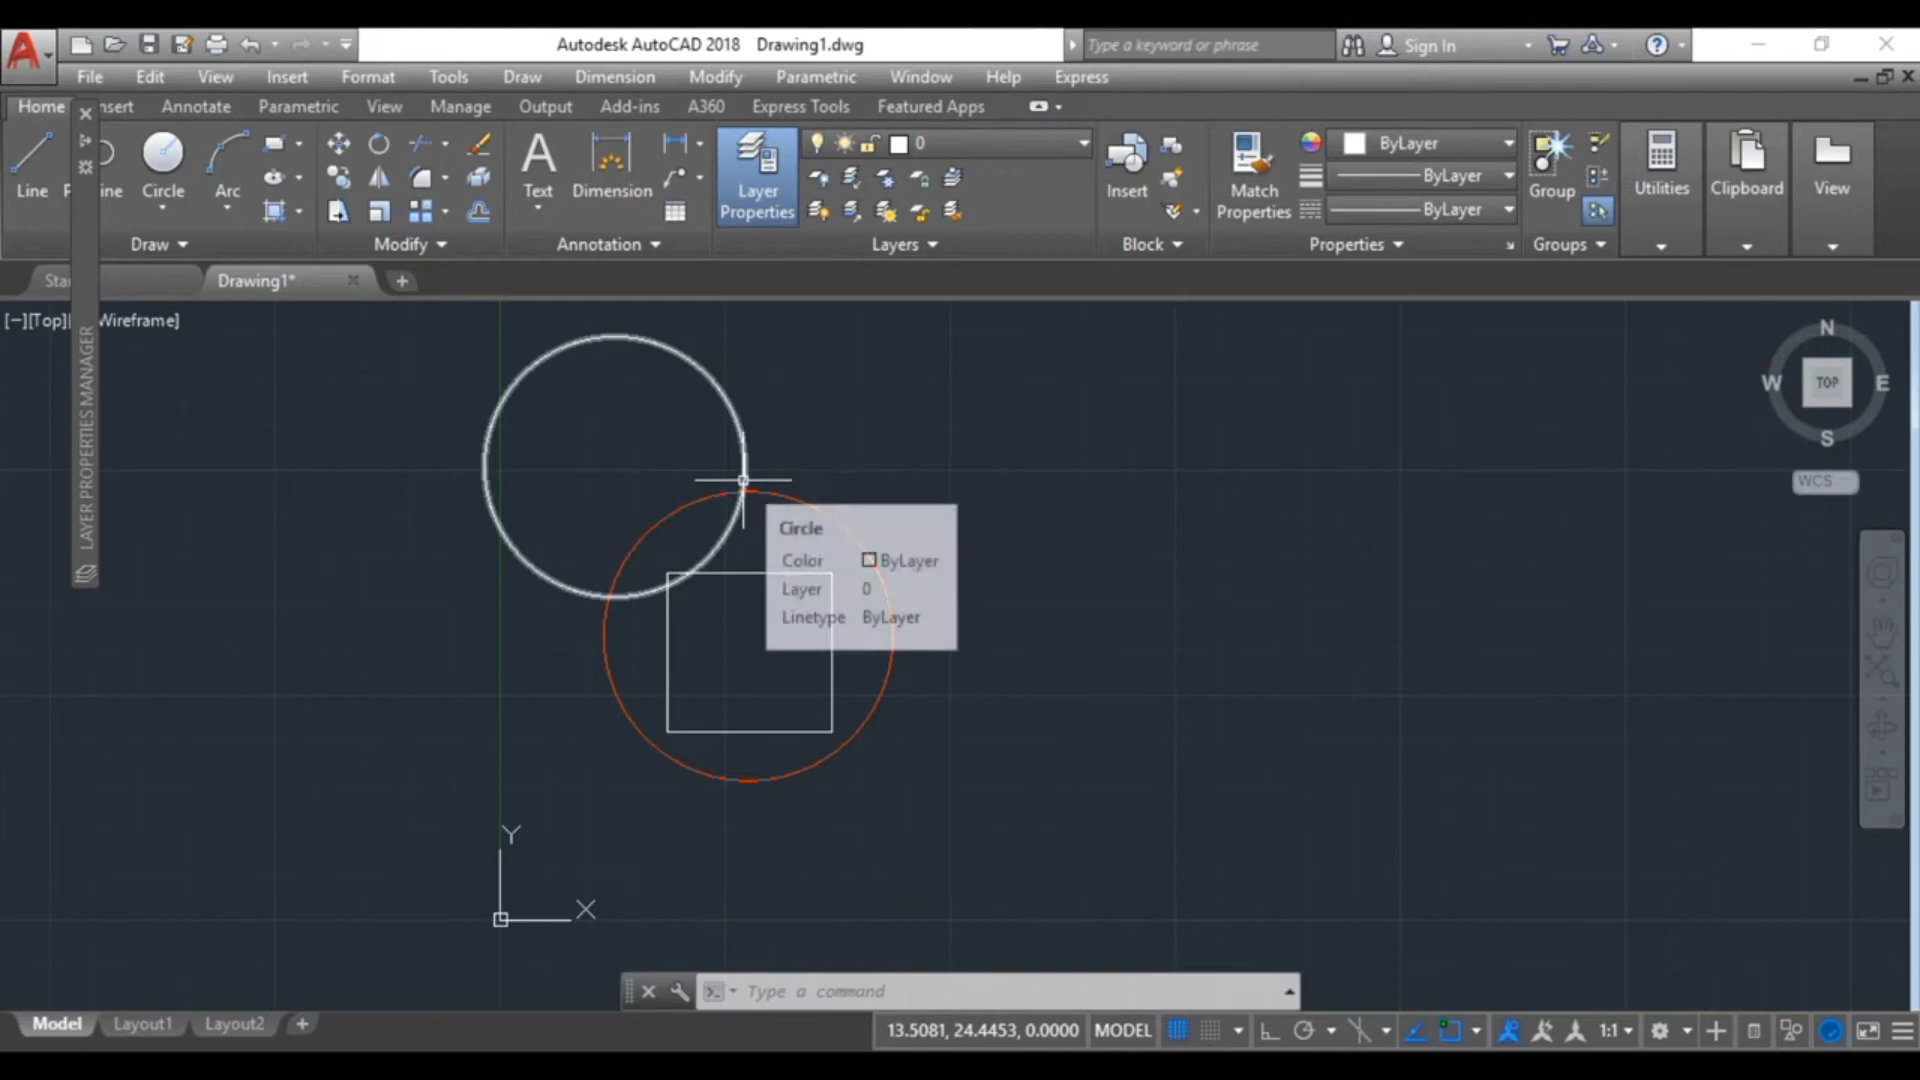 Autodesk AutoCAD 2018 Drawing1.dwg
Type a keyword or phrase
Sign In
File Edit View Insert Format Tools Draw Dimension Modify Parametric Window Help Express
Home nsert Annotate Parametric View Manage Output Add-ins A360 Express Tools Featured Apps
Line P ine Circle Arc
Text Dimension
Layer
Properties
0
Insert
Match
Properties
ByLayer
ByLayer
ByLayer
Group
Utilities
Clipboard
View
Draw Modify Annotation Layers Block Properties Groups
Sta
Drawing1*
[−][Top][ Wireframe]
LAYER PROPERTIES MANAGER
N
W TOP E
S
WCS
Circle
Color ByLayer
Layer 0
Linetype ByLayer
Y
X
Type a command
Model Layout1 Layout2
13.5081, 24.4453, 0.0000 MODEL 1:1